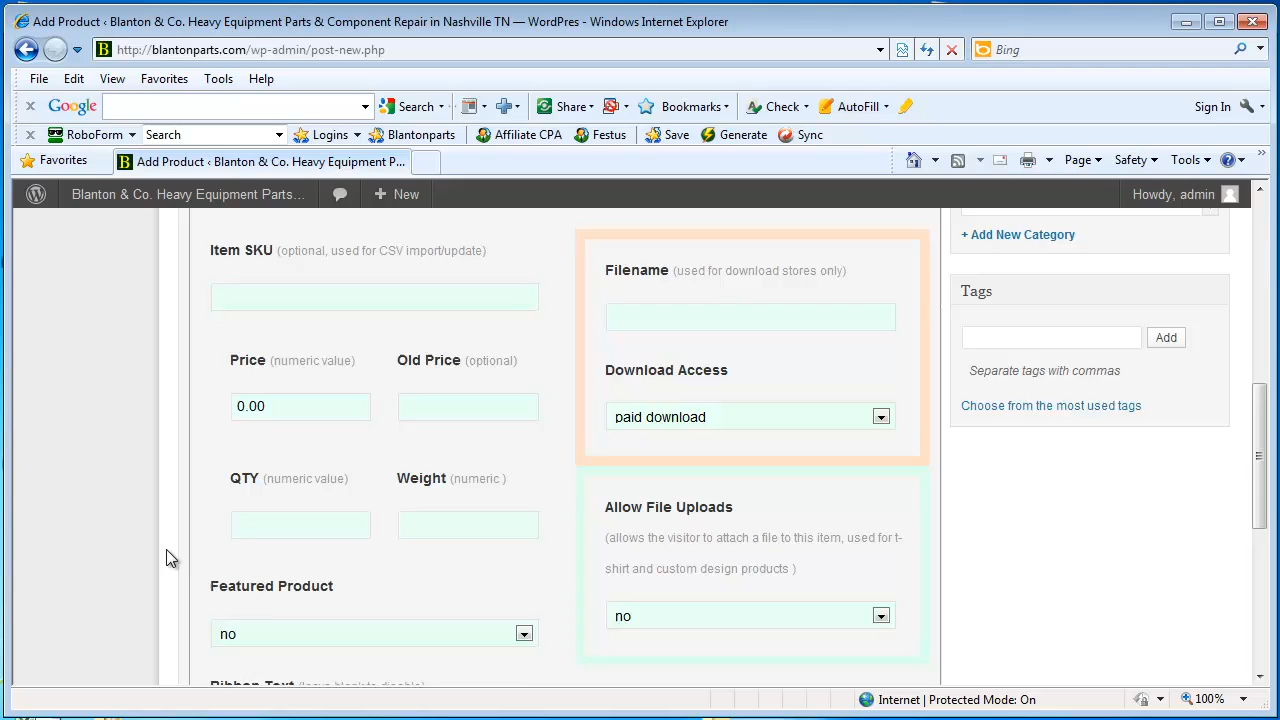 Add Product ‹ Blanton & Co. Heavy Equipment Parts & Component Repair in Nashville TN — WordPres - Windows Internet Explorer
B http://blantonparts.com/wp-admin/post-new.php
Bing
File Edit View Favorites Tools Help
Google Search Share Bookmarks Check AutoFill Sign In
RoboForm Search Logins Blantonparts Affiliate CPA Festus Save Generate Sync
Favorites B Add Product ‹ Blanton & Co. Heavy Equipment P... Page Safety Tools
Blanton & Co. Heavy Equipment Parts… New Howdy, admin
+ Add New Category
Item SKU (optional, used for CSV import/update)
Filename (used for download stores only)
Tags
Add
Separate tags with commas
Choose from the most used tags
Price (numeric value) Old Price (optional)
0.00
Download Access
paid download
QTY (numeric value) Weight (numeric )
Allow File Uploads
(allows the visitor to attach a file to this item, used for t-
shirt and custom design products )
no
Featured Product
no
Ribbon Text (leave blank to disable)
Internet | Protected Mode: On 100%